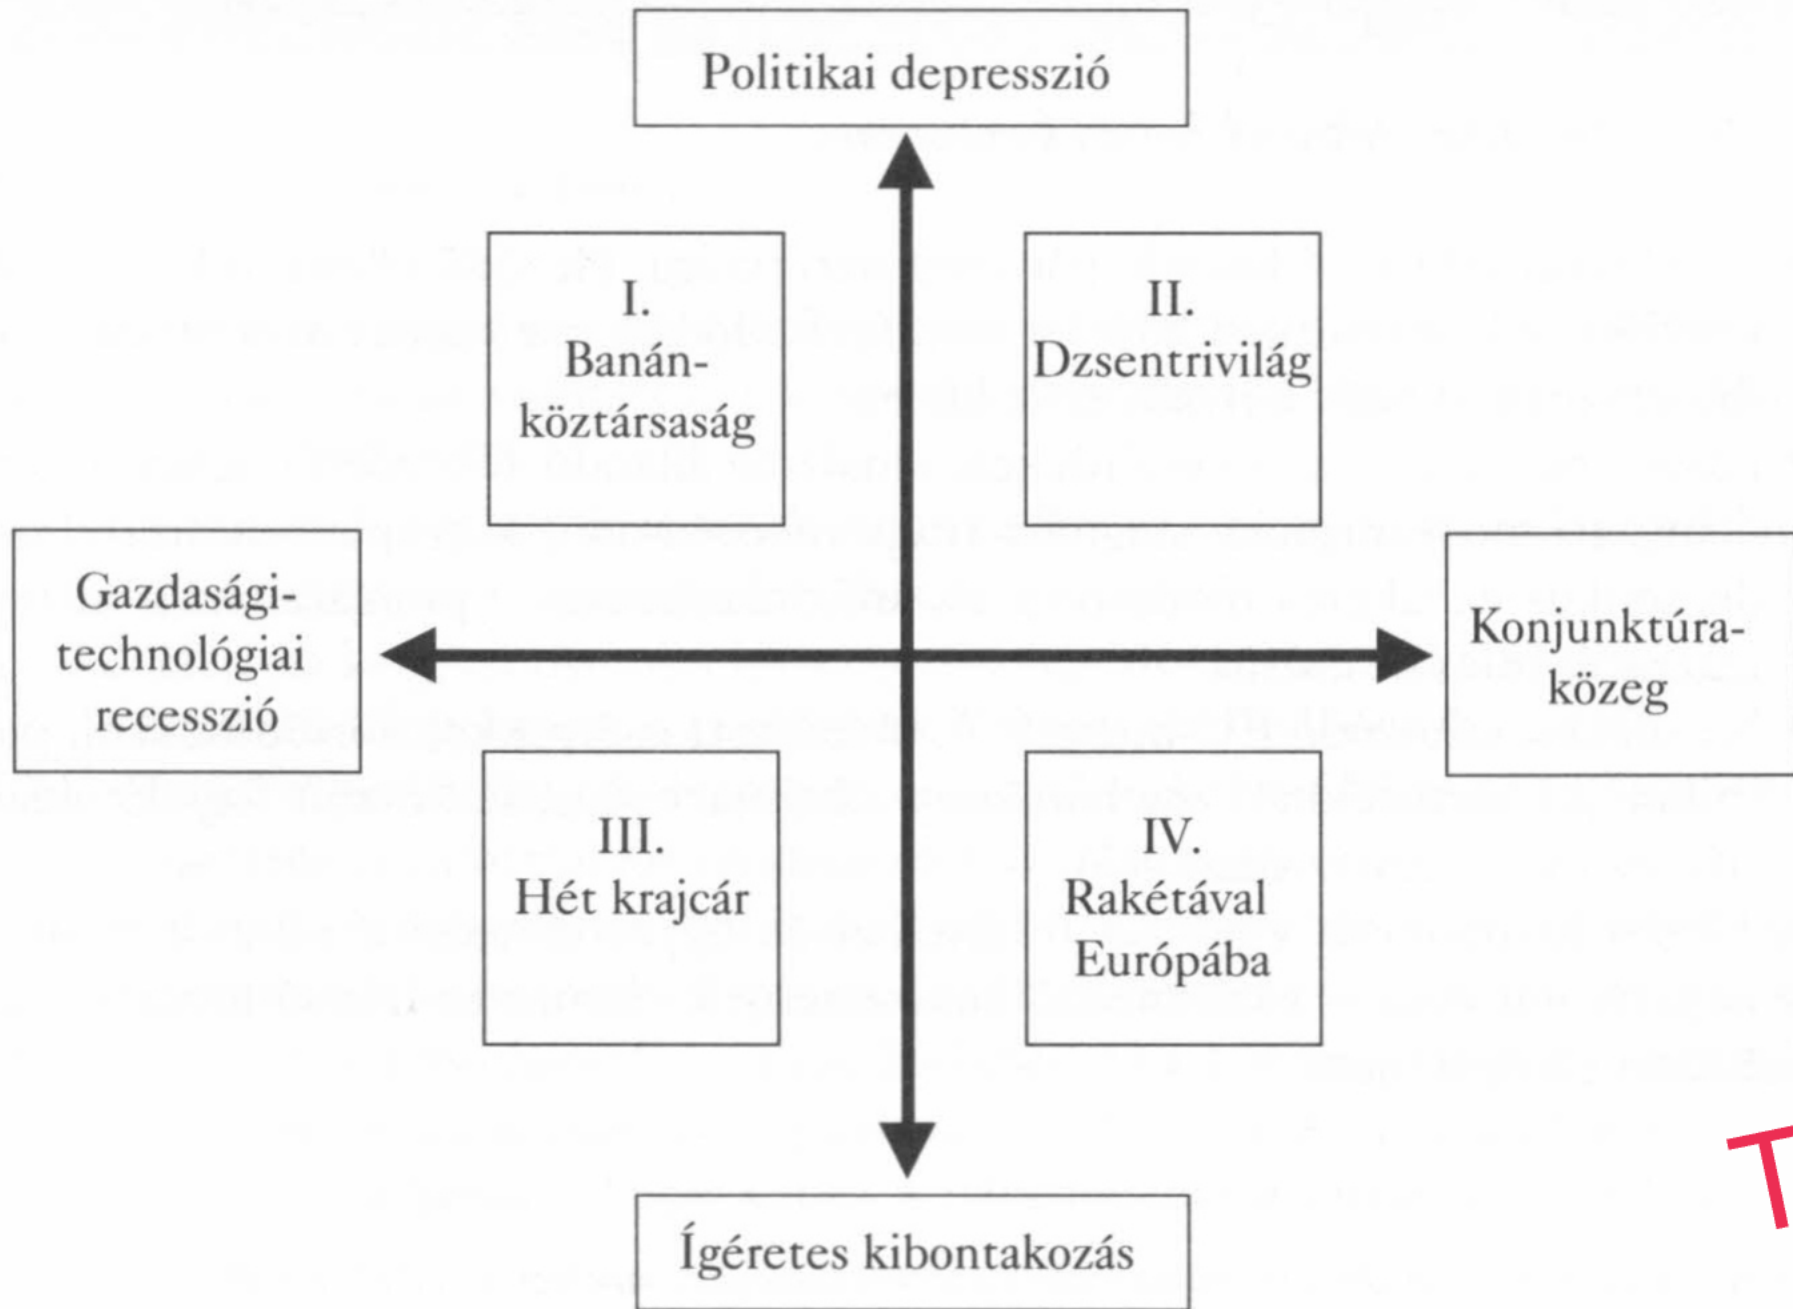 Politikai depresszió
I.
Banán-
köztársaság
II.
Dzsentrivilág
Gazdasági-
technológiai
recesszió
Konjunktúra-
közeg
III.
Hét krajcár
IV.
Rakétával
Európába
T
Ígéretes kibontakozás